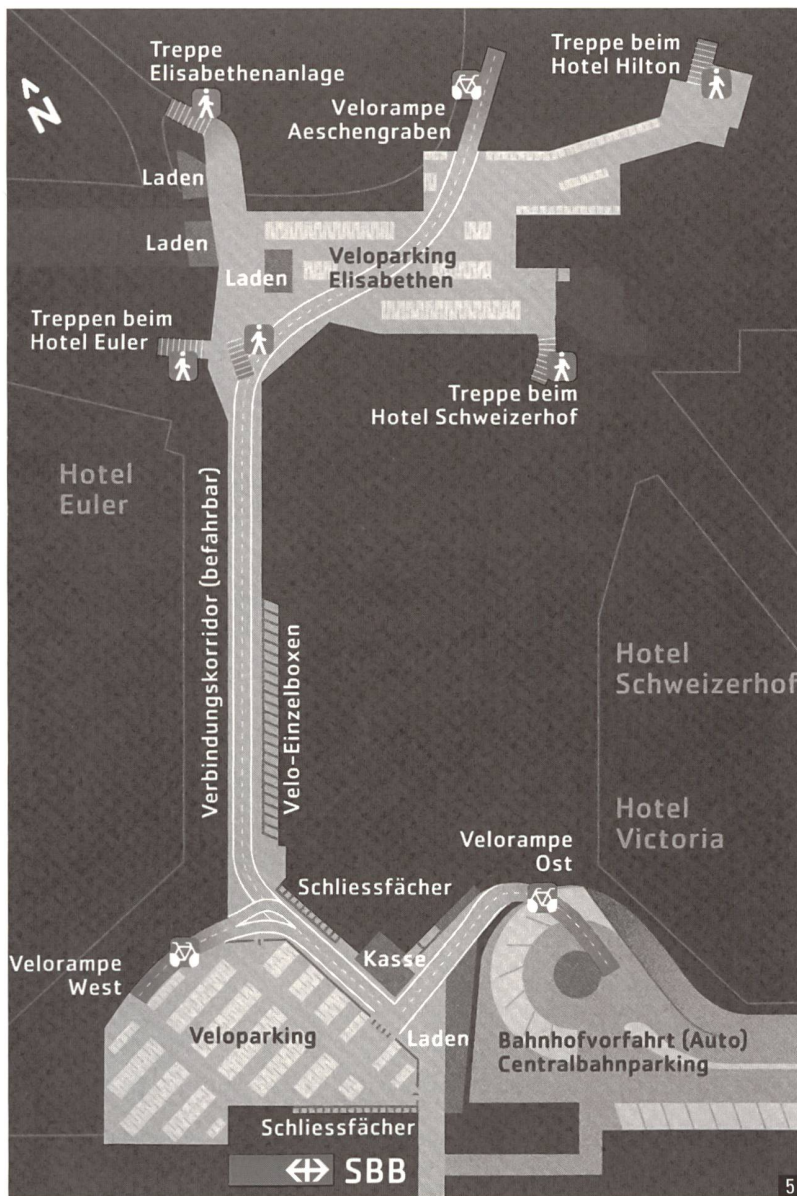 Treppe
Elisabethenanlage
Treppe beim
Hotel Hilton
Velorampe
Aeschengraben
N
Laden
Laden
Laden
Veloparking
Elisabethen
Treppen beim
Hotel Euler
Treppe beim
Hotel Schweizerhof
Hotel
Euler
Verbindungskorridor (befahrbar)
Velo-Einzelboxen
Hotel
Schweizerhof
Hotel
Victoria
Velorampe
Ost
Schliessfächer
Kasse
Velorampe
West
Veloparking
Laden
Bahnhofvorfahrt (Auto)
Centralbahnparking
Schliessfächer
SBB
5